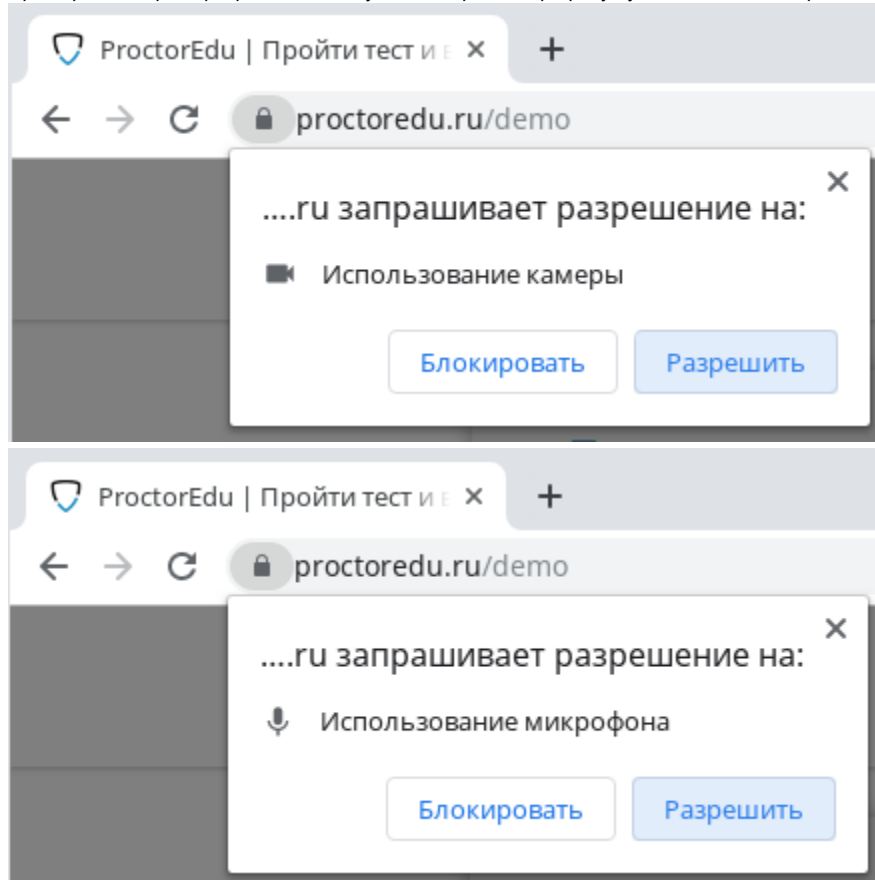 ProctorEdu | Пройти тест и в
proctoredu.ru/demo
....ru запрашивает разрешение на:
Использование камеры
Блокировать Разрешить
ProctorEdu | Пройти тест и в
proctoredu.ru/demo
....ru запрашивает разрешение на:
Использование микрофона
Блокировать Разрешить